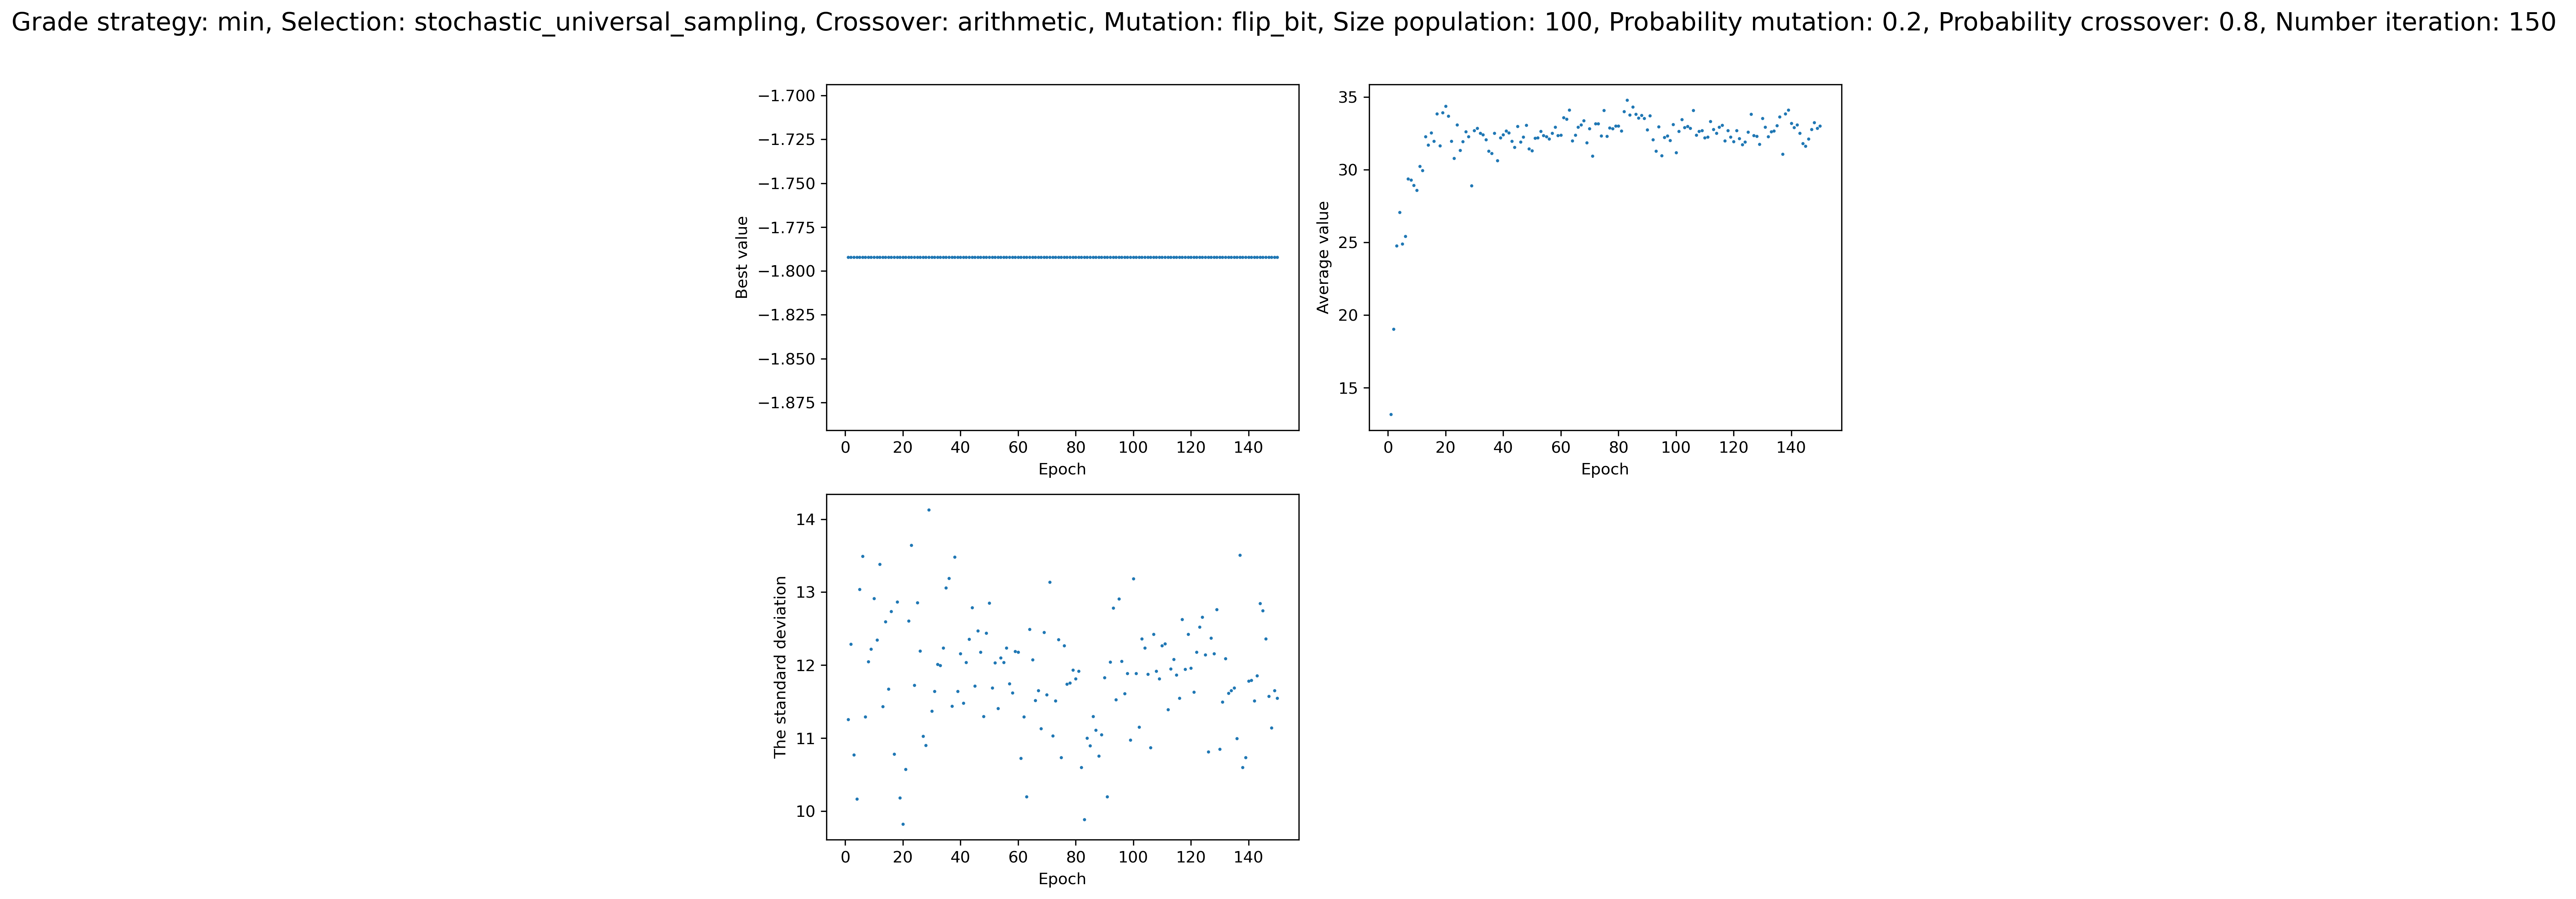 Grade strategy: min, Selection: stochastic_universal_sampling, Crossover: arithmetic, Mutation: flip_bit, Size population: 100, Probability mutation: 0.2, Probability crossover: 0.8, Number iteration: 150
−1.700
−1.725
−1.750
−1.775
−1.800
−1.825
−1.850
−1.875
Best value
0 20 40 60 80 100 120 140
Epoch
35
30
25
20
15
Average value
0 20 40 60 80 100 120 140
Epoch
14
13
12
11
10
The standard deviation
0 20 40 60 80 100 120 140
Epoch